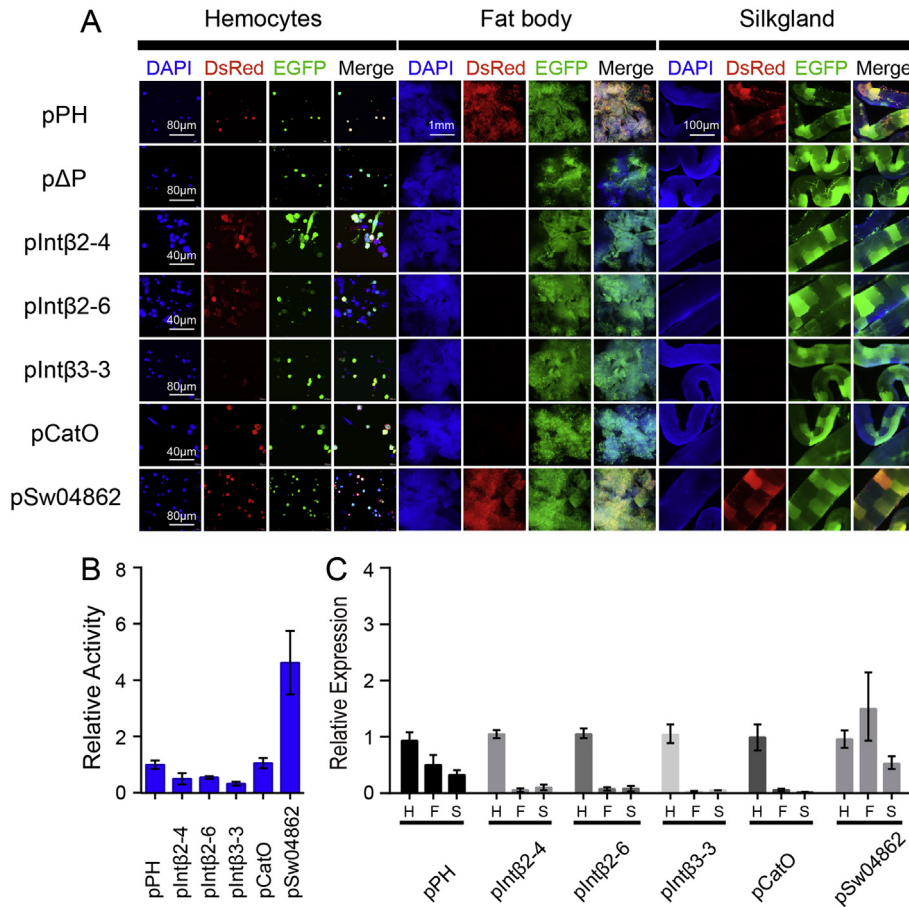 A
Hemocytes Fat body Silkgland
DAPI DsRed EGFP Merge DAPI DsRed EGFP Merge DAPI DsRed EGFP Merge
pPH 80μm 1mm 100μm
pΔP 80μm
pIntβ2-4 40μm
pIntβ2-6 40μm
pIntβ3-3 80μm
pCatO 40μm
pSw04862 80μm
B
Relative Activity
8
6
4
2
0
pPH pIntβ2-4 pIntβ2-6 pIntβ3-3 pCatO pSw04862
C
Relative Expression
4
3
2
1
0
H F S H F S H F S H F S H F S H F S
pPH pIntβ2-4 pIntβ2-6 pIntβ3-3 pCatO pSw04862